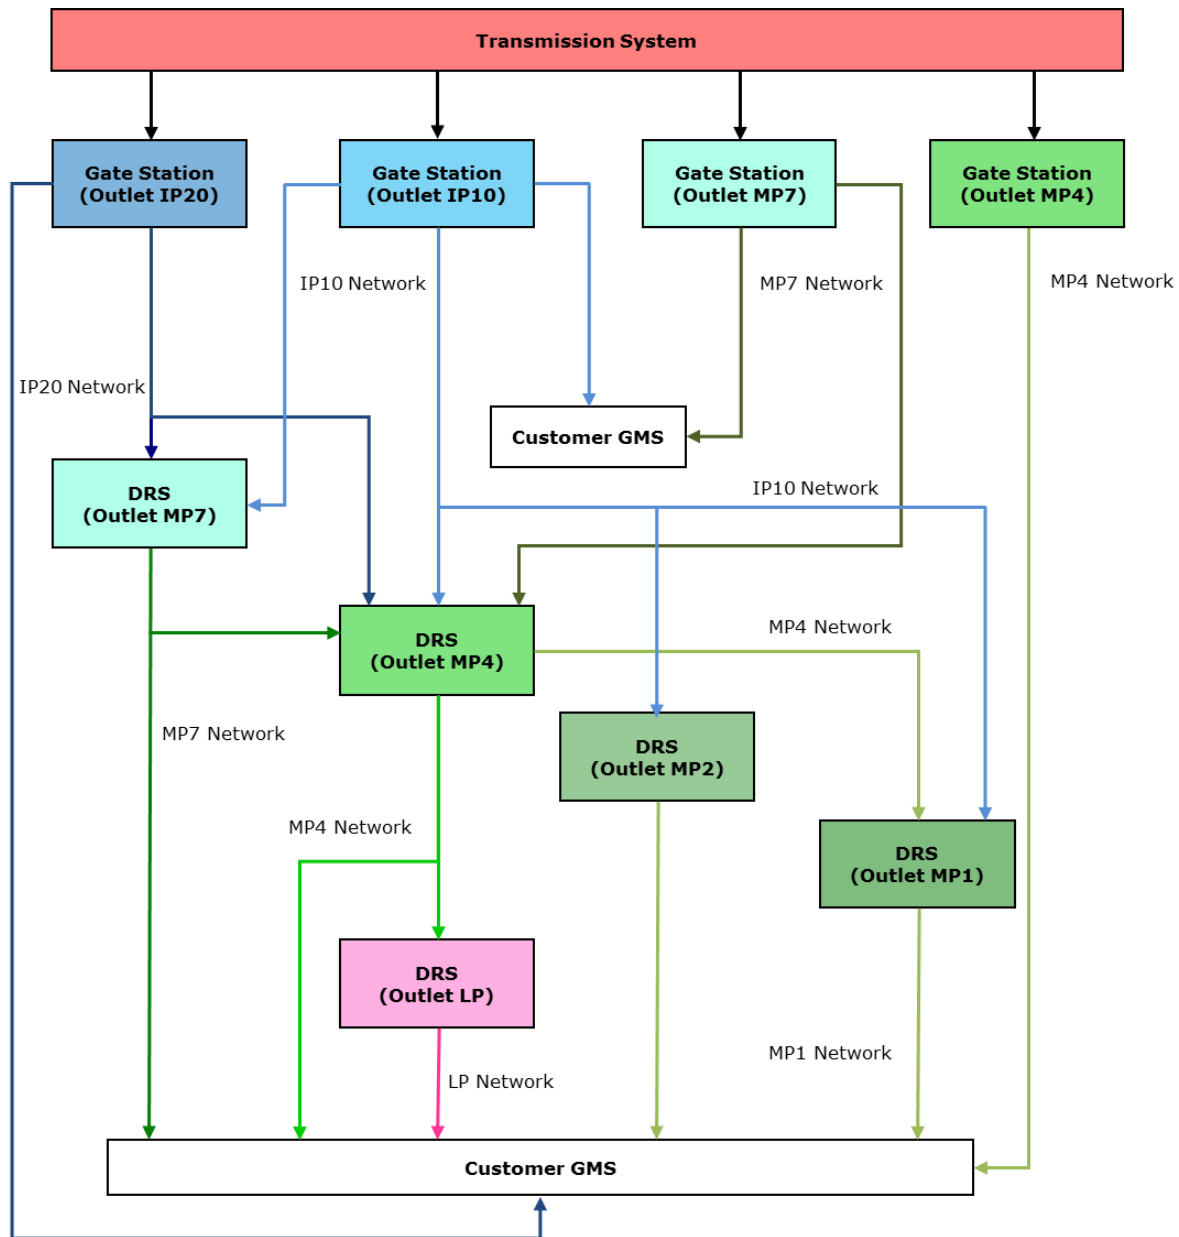 Transmission System
Gate Station
(Outlet IP20)
Gate Station
(Outlet IP10)
Gate Station
(Outlet MP7)
Gate Station
(Outlet MP4)
IP10 Network
MP7 Network
MP4 Network
IP20 Network
Customer GMS
DRS
(Outlet MP7)
IP10 Network
DRS
(Outlet MP4)
MP4 Network
MP7 Network
DRS
(Outlet MP2)
MP4 Network
DRS
(Outlet MP1)
DRS
(Outlet LP)
MP1 Network
LP Network
Customer GMS